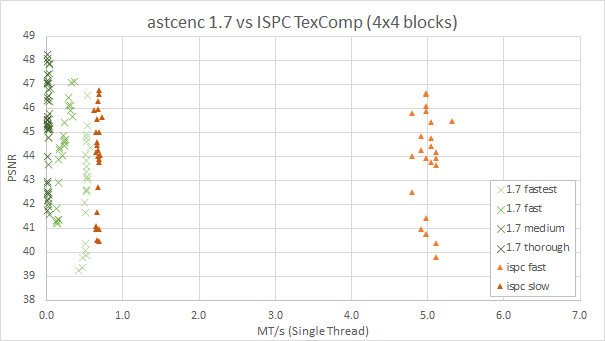 astcenc 1.7 vs ISPC TexComp (4x4 blocks)
49
48
47
46
45
44
43
42
41
40
39
38
PSNR
0.0 1.0 2.0 3.0 4.0 5.0 6.0 7.0
MT/s (Single Thread)
1.7 fastest
1.7 fast
1.7 medium
1.7 thorough
ispc fast
ispc slow